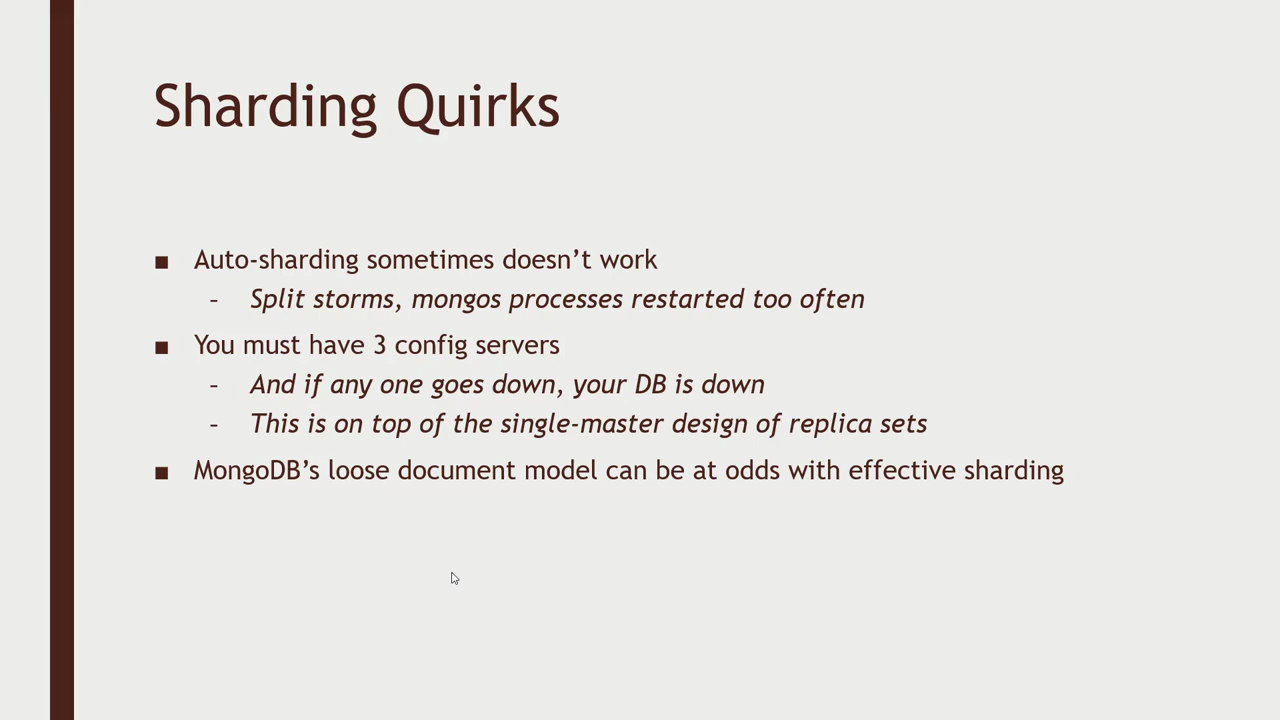 Sharding Quirks
■ Auto-sharding sometimes doesn’t work
– Split storms, mongos processes restarted too often
■ You must have 3 config servers
– And if any one goes down, your DB is down
– This is on top of the single-master design of replica sets
■ MongoDB’s loose document model can be at odds with effective sharding